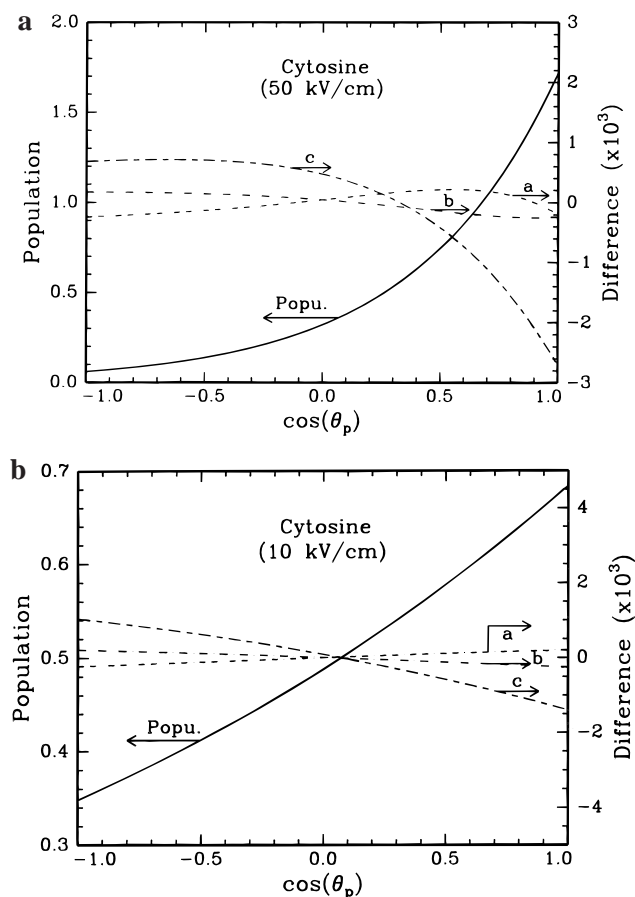 a
2.0
1.5
1.0
0.5
0.0
Population
Cytosine
(50 kV/cm)
c
b
a
Popu.
3
2
1
0
-1
-2
-3
Difference (x10³)
-1.0 -0.5 0.0 0.5 1.0
cos(θp)
b
0.7
0.6
0.5
0.4
0.3
Population
Cytosine
(10 kV/cm)
a
b
c
Popu.
4
2
0
-2
-4
Difference (x10³)
-1.0 -0.5 0.0 0.5 1.0
cos(θp)